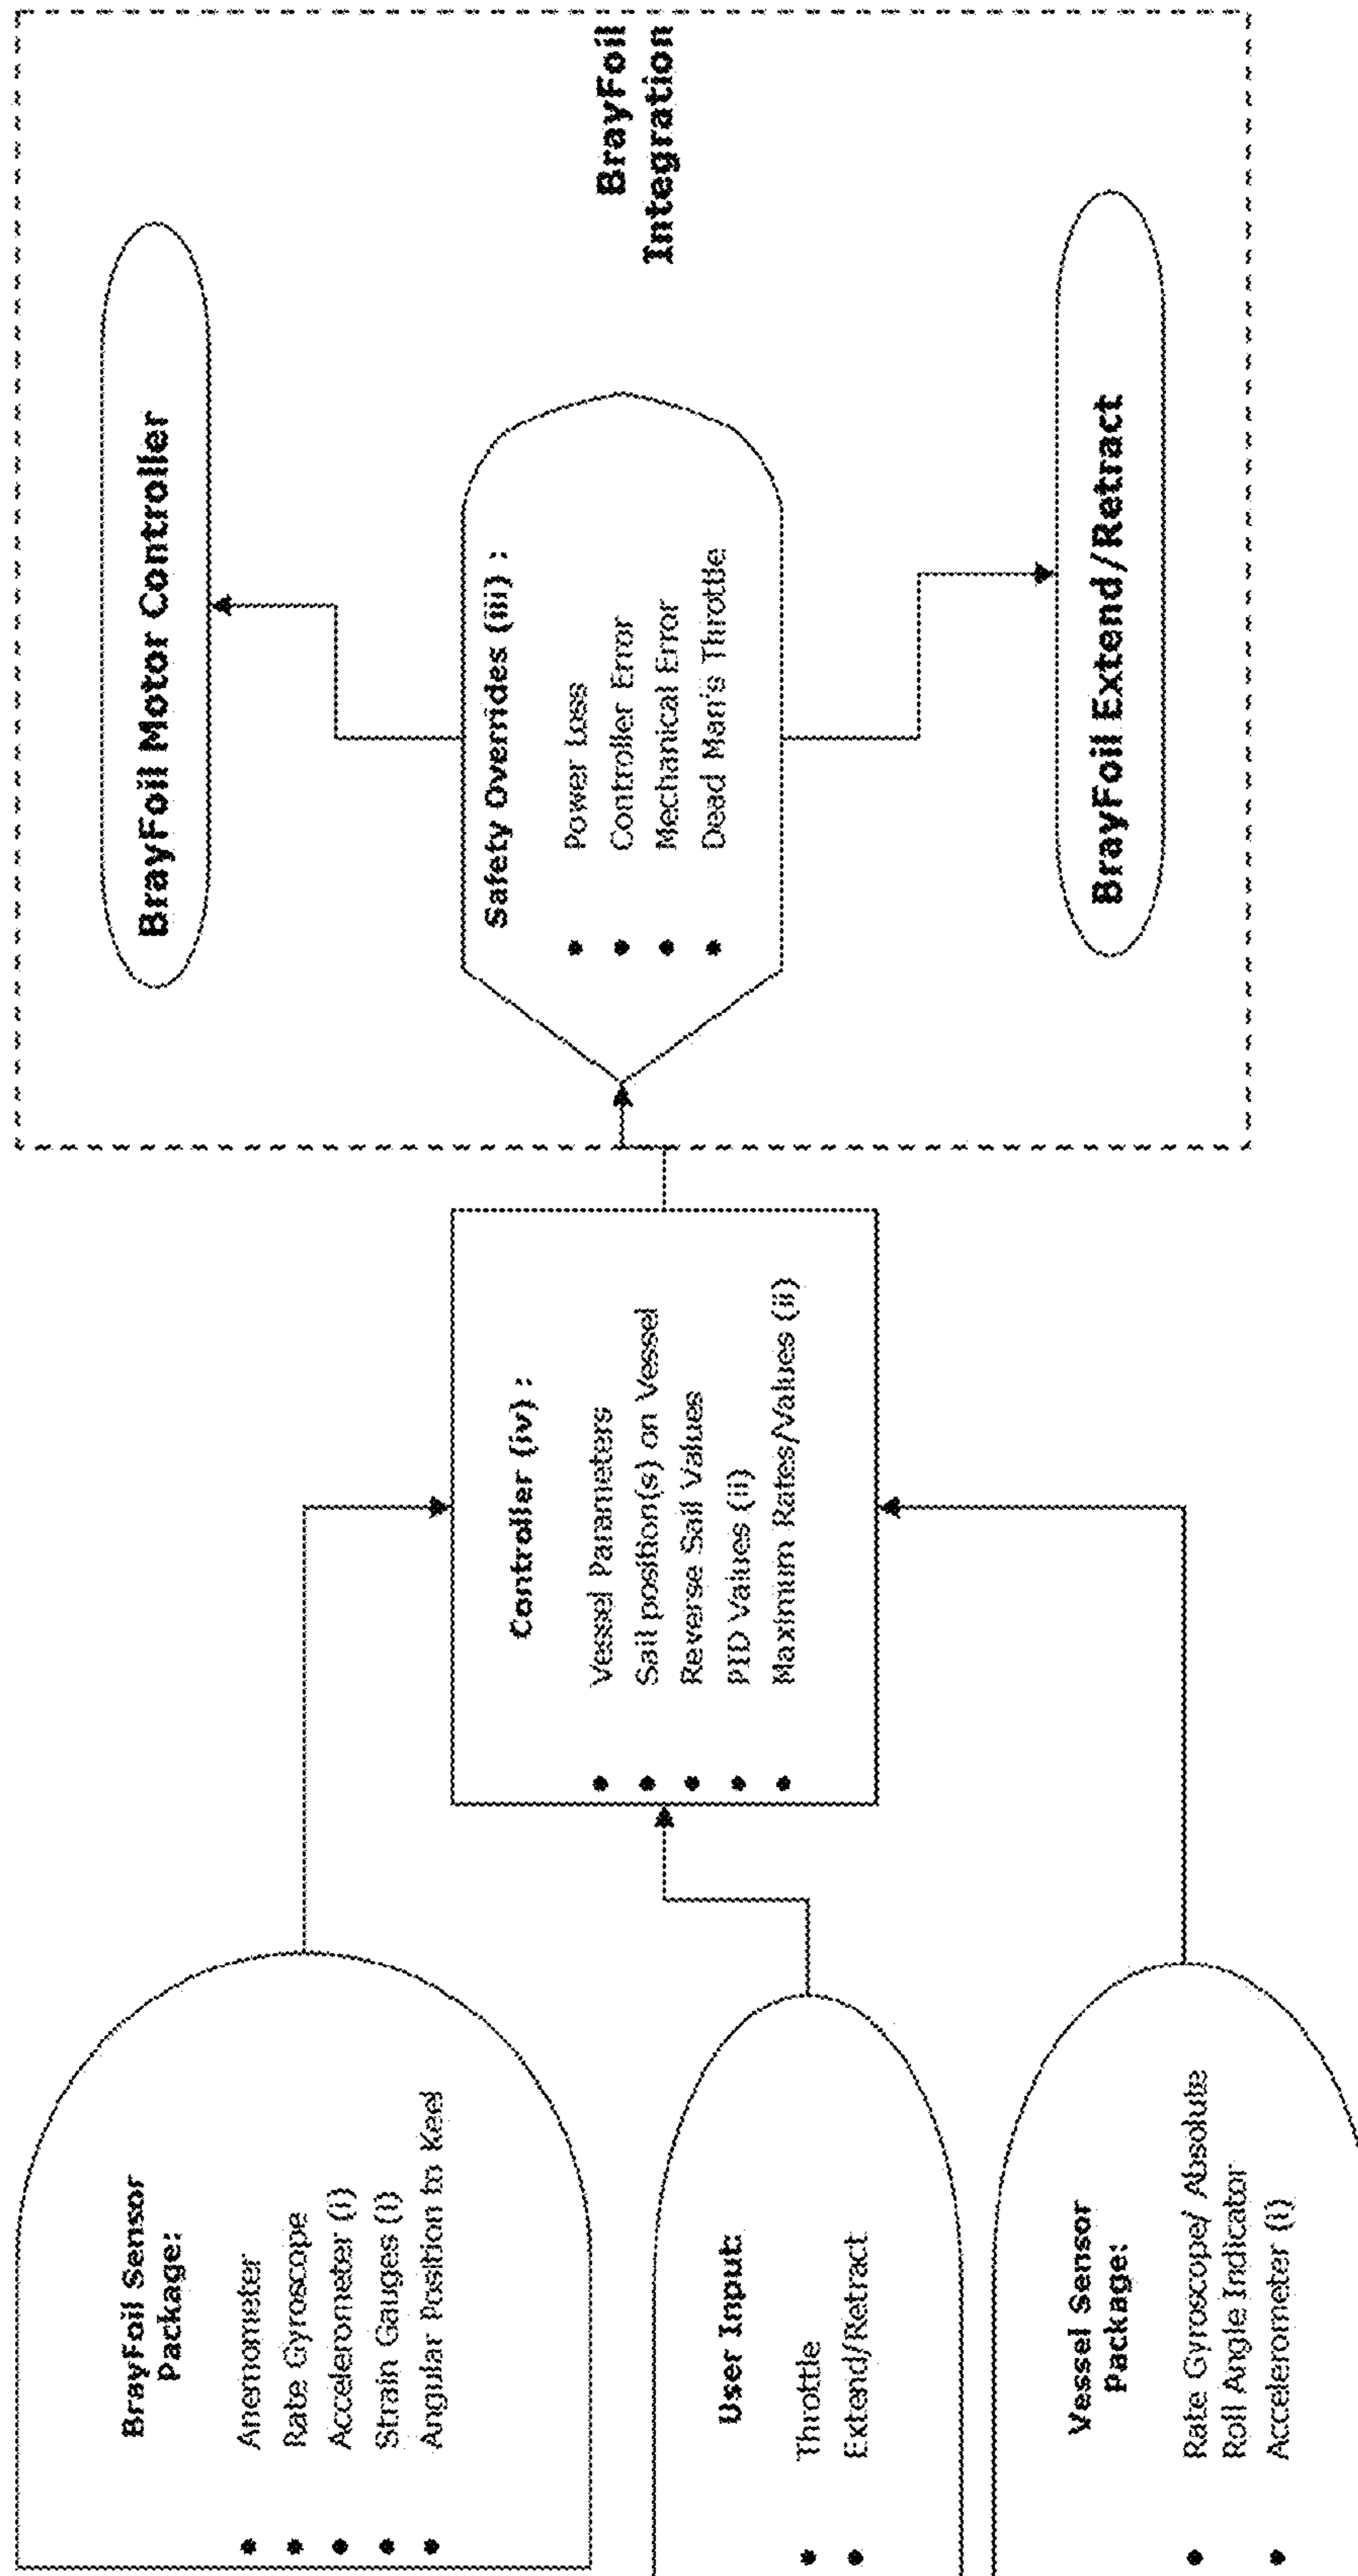 BrayFoil Sensor
Package:
• Anemometer
• Rate Gyroscope
• Accelerometer (i)
• Strain Gauges (i)
• Angular Position to Keel
User Input:
• Throttle
• Extend/Retract
Vessel Sensor
Package:
• Rate Gyroscope/ Absolute
Roll Angle Indicator
• Accelerometer (i)
Controller (iv) :
• Vessel Parameters
• Sail position(s) on Vessel
• Reverse Sail Values
• PID Values (ii)
• Maximum Rates/Values (ii)
BrayFoil Motor Controller
Safety Overrides (iii) :
• Power Loss
• Controller Error
• Mechanical Error
• Dead Man's Throttle
BrayFoil Extend/Retract
BrayFoil
Integration